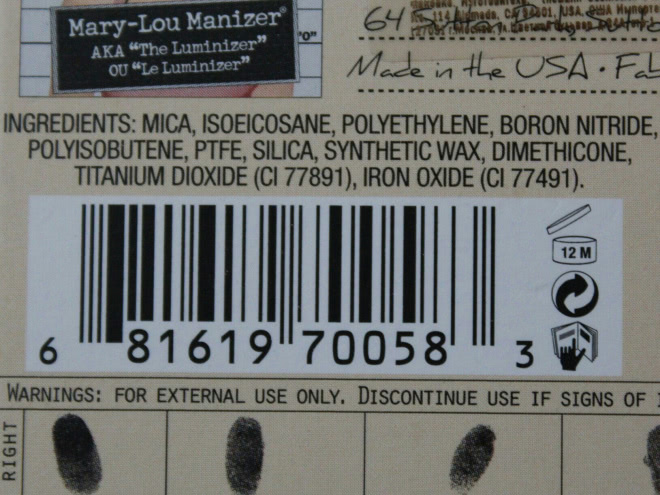 Mary-Lou Manizer®
AKA "The Luminizer"
OU "Le Luminizer"
64
Made in the USA · Fab
INGREDIENTS: MICA, ISOEICOSANE, POLYETHYLENE, BORON NITRIDE,
POLYISOBUTENE, PTFE, SILICA, SYNTHETIC WAX, DIMETHICONE,
TITANIUM DIOXIDE (CI 77891), IRON OXIDE (CI 77491).
12 M
6 81619 70058 3
WARNINGS: FOR EXTERNAL USE ONLY. DISCONTINUE USE IF SIGNS OF
RIGHT